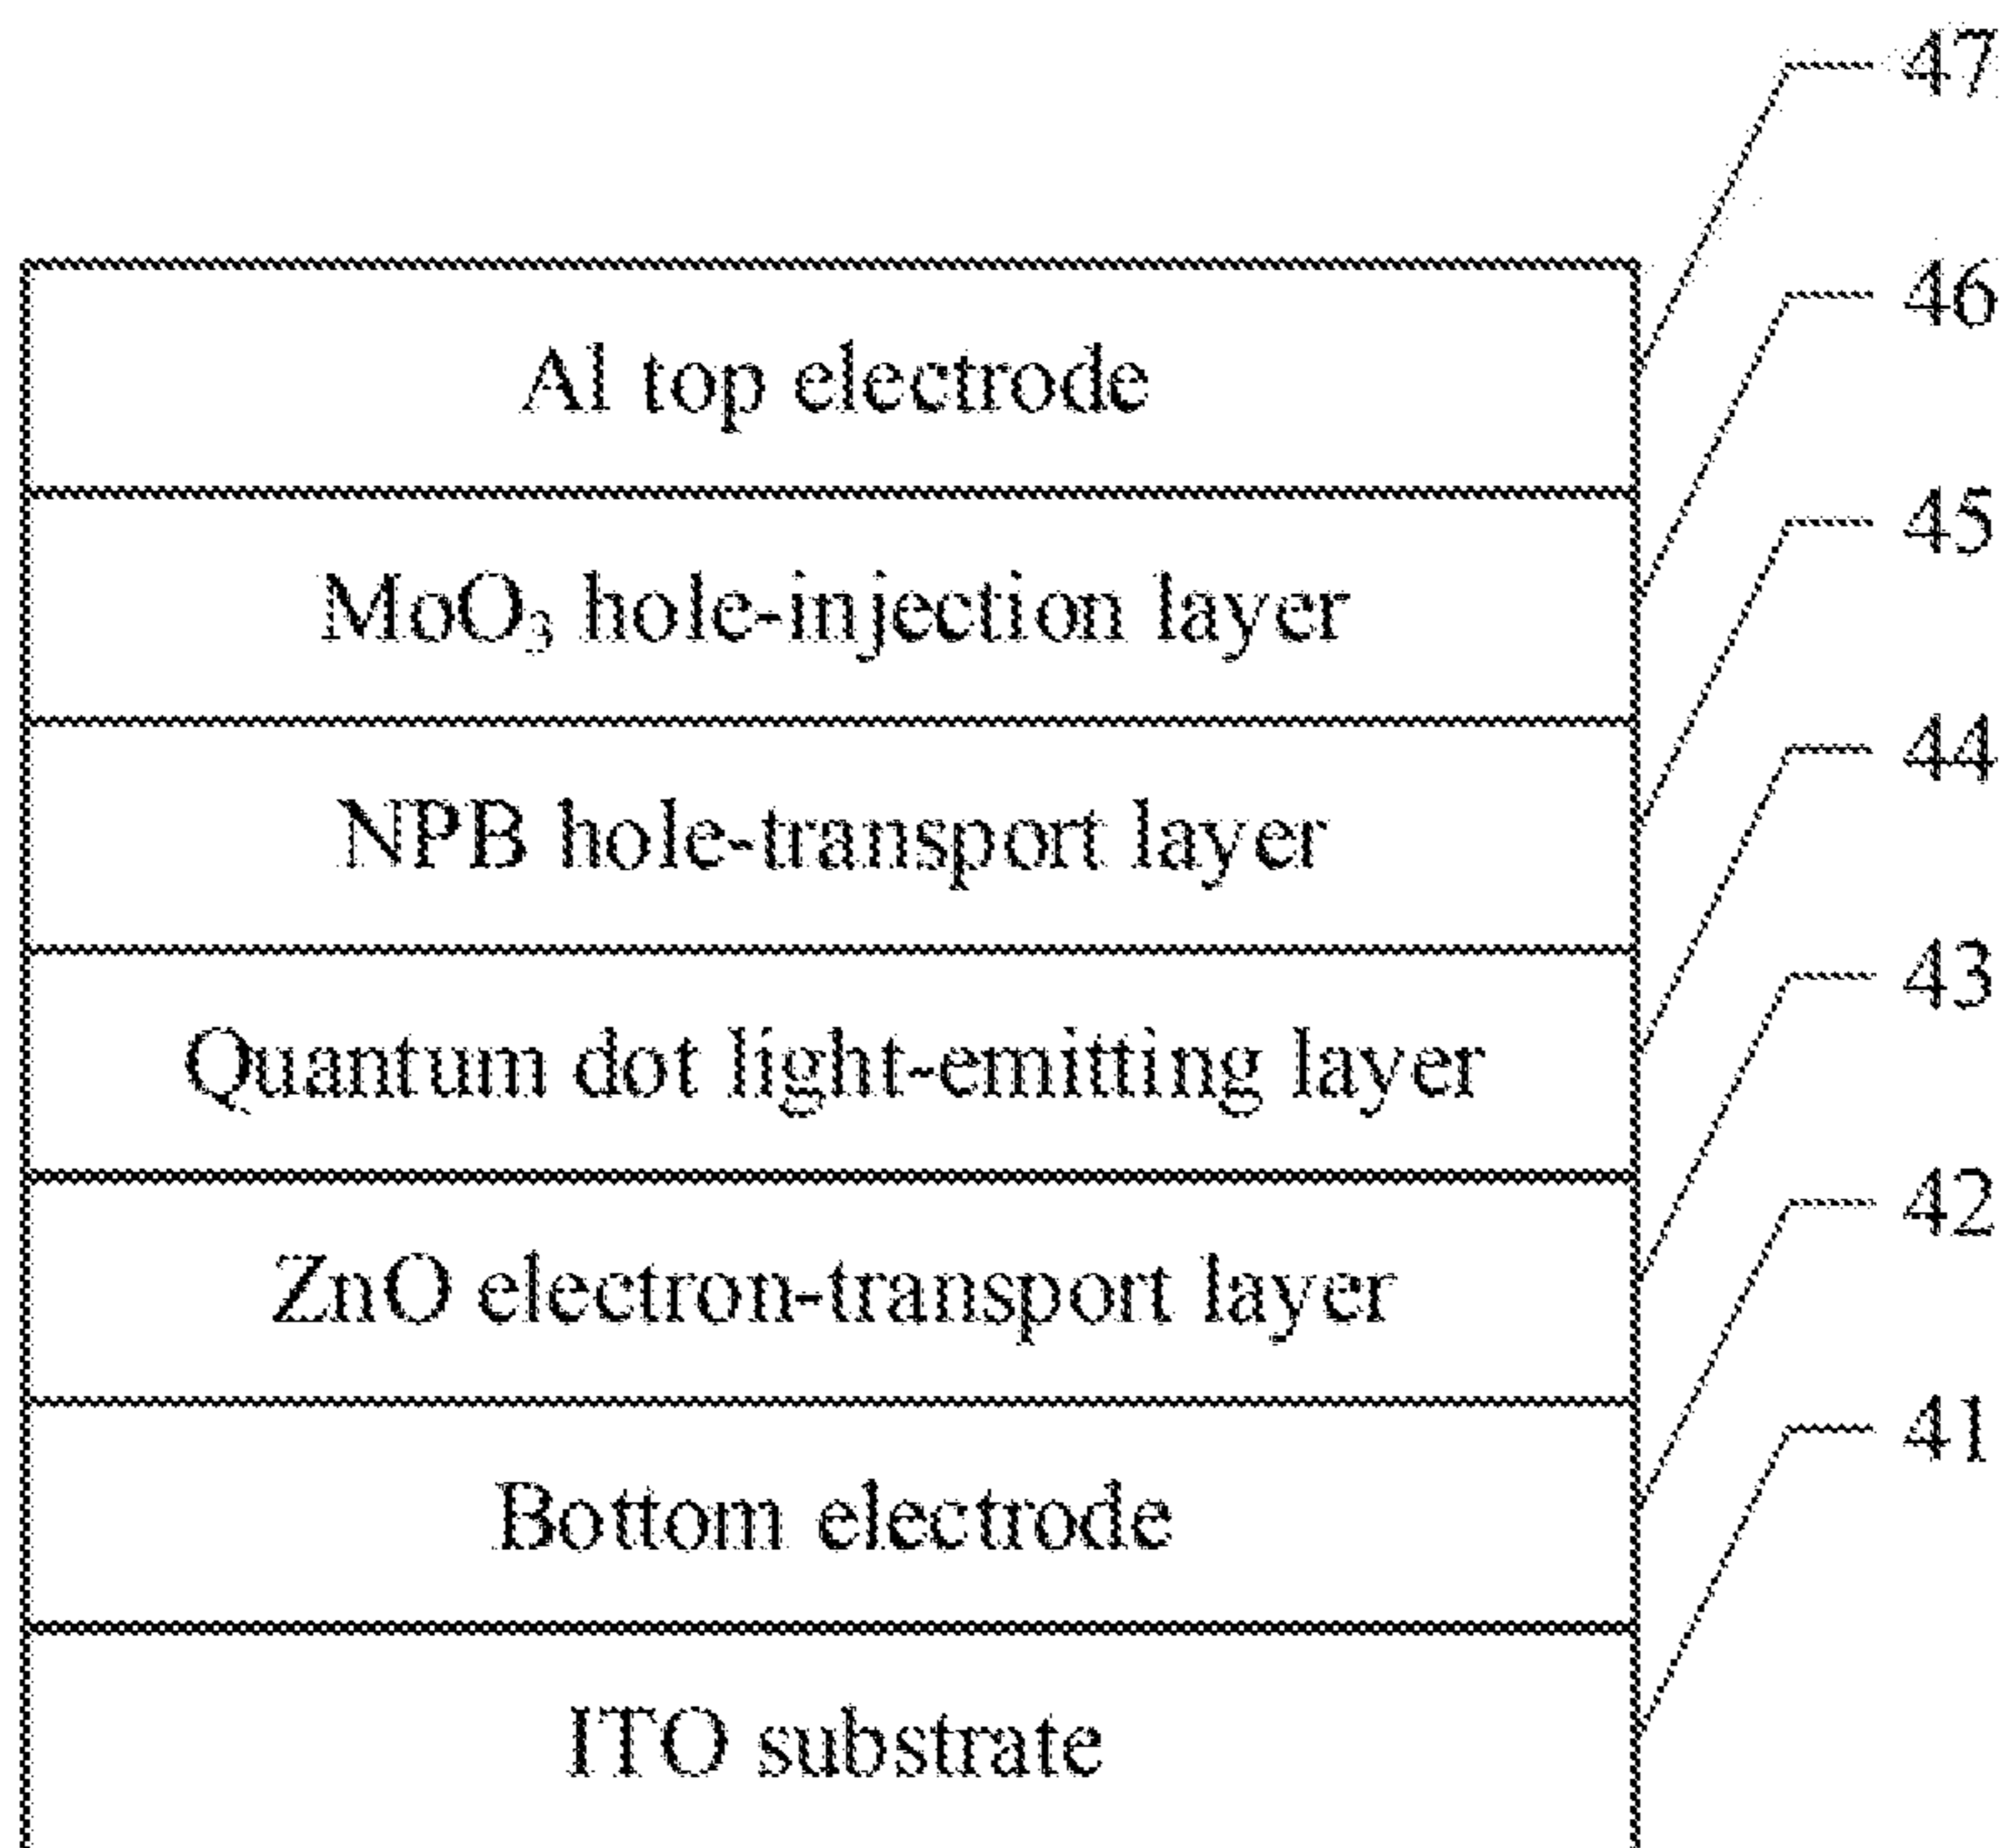 47
46
Al top electrode
45
MoO₃ hole-injection layer
44
NPB hole-transport layer
43
Quantum dot light-emitting layer
42
ZnO electron-transport layer
41
Bottom electrode
ITO substrate